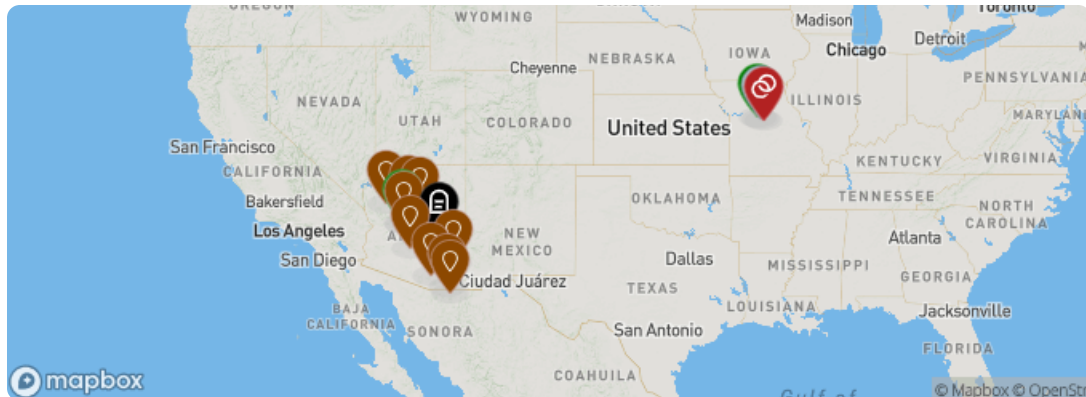 OREGON
WYOMING
Madison
Toronto
Detroit
IOWA
Chicago
NEBRASKA
Cheyenne
PENNSYLVANIA
NEVADA
ILLINOIS
UTAH
COLORADO
United States
MARYLAND
San Francisco
CALIFORNIA
KENTUCKY
VIRGINIA
Bakersfield
OKLAHOMA
TENNESSEE
NORTH
CAROLINA
Los Angeles
NEW
MEXICO
Atlanta
San Diego
Dallas
MISSISSIPPI
GEORGIA
Ciudad Juárez
TEXAS
LOUISIANA
Jacksonville
BAJA
CALIFORNIA
SONORA
San Antonio
FLORIDA
COAHUILA
mapbox
Gulf of
© Mapbox © OpenStr